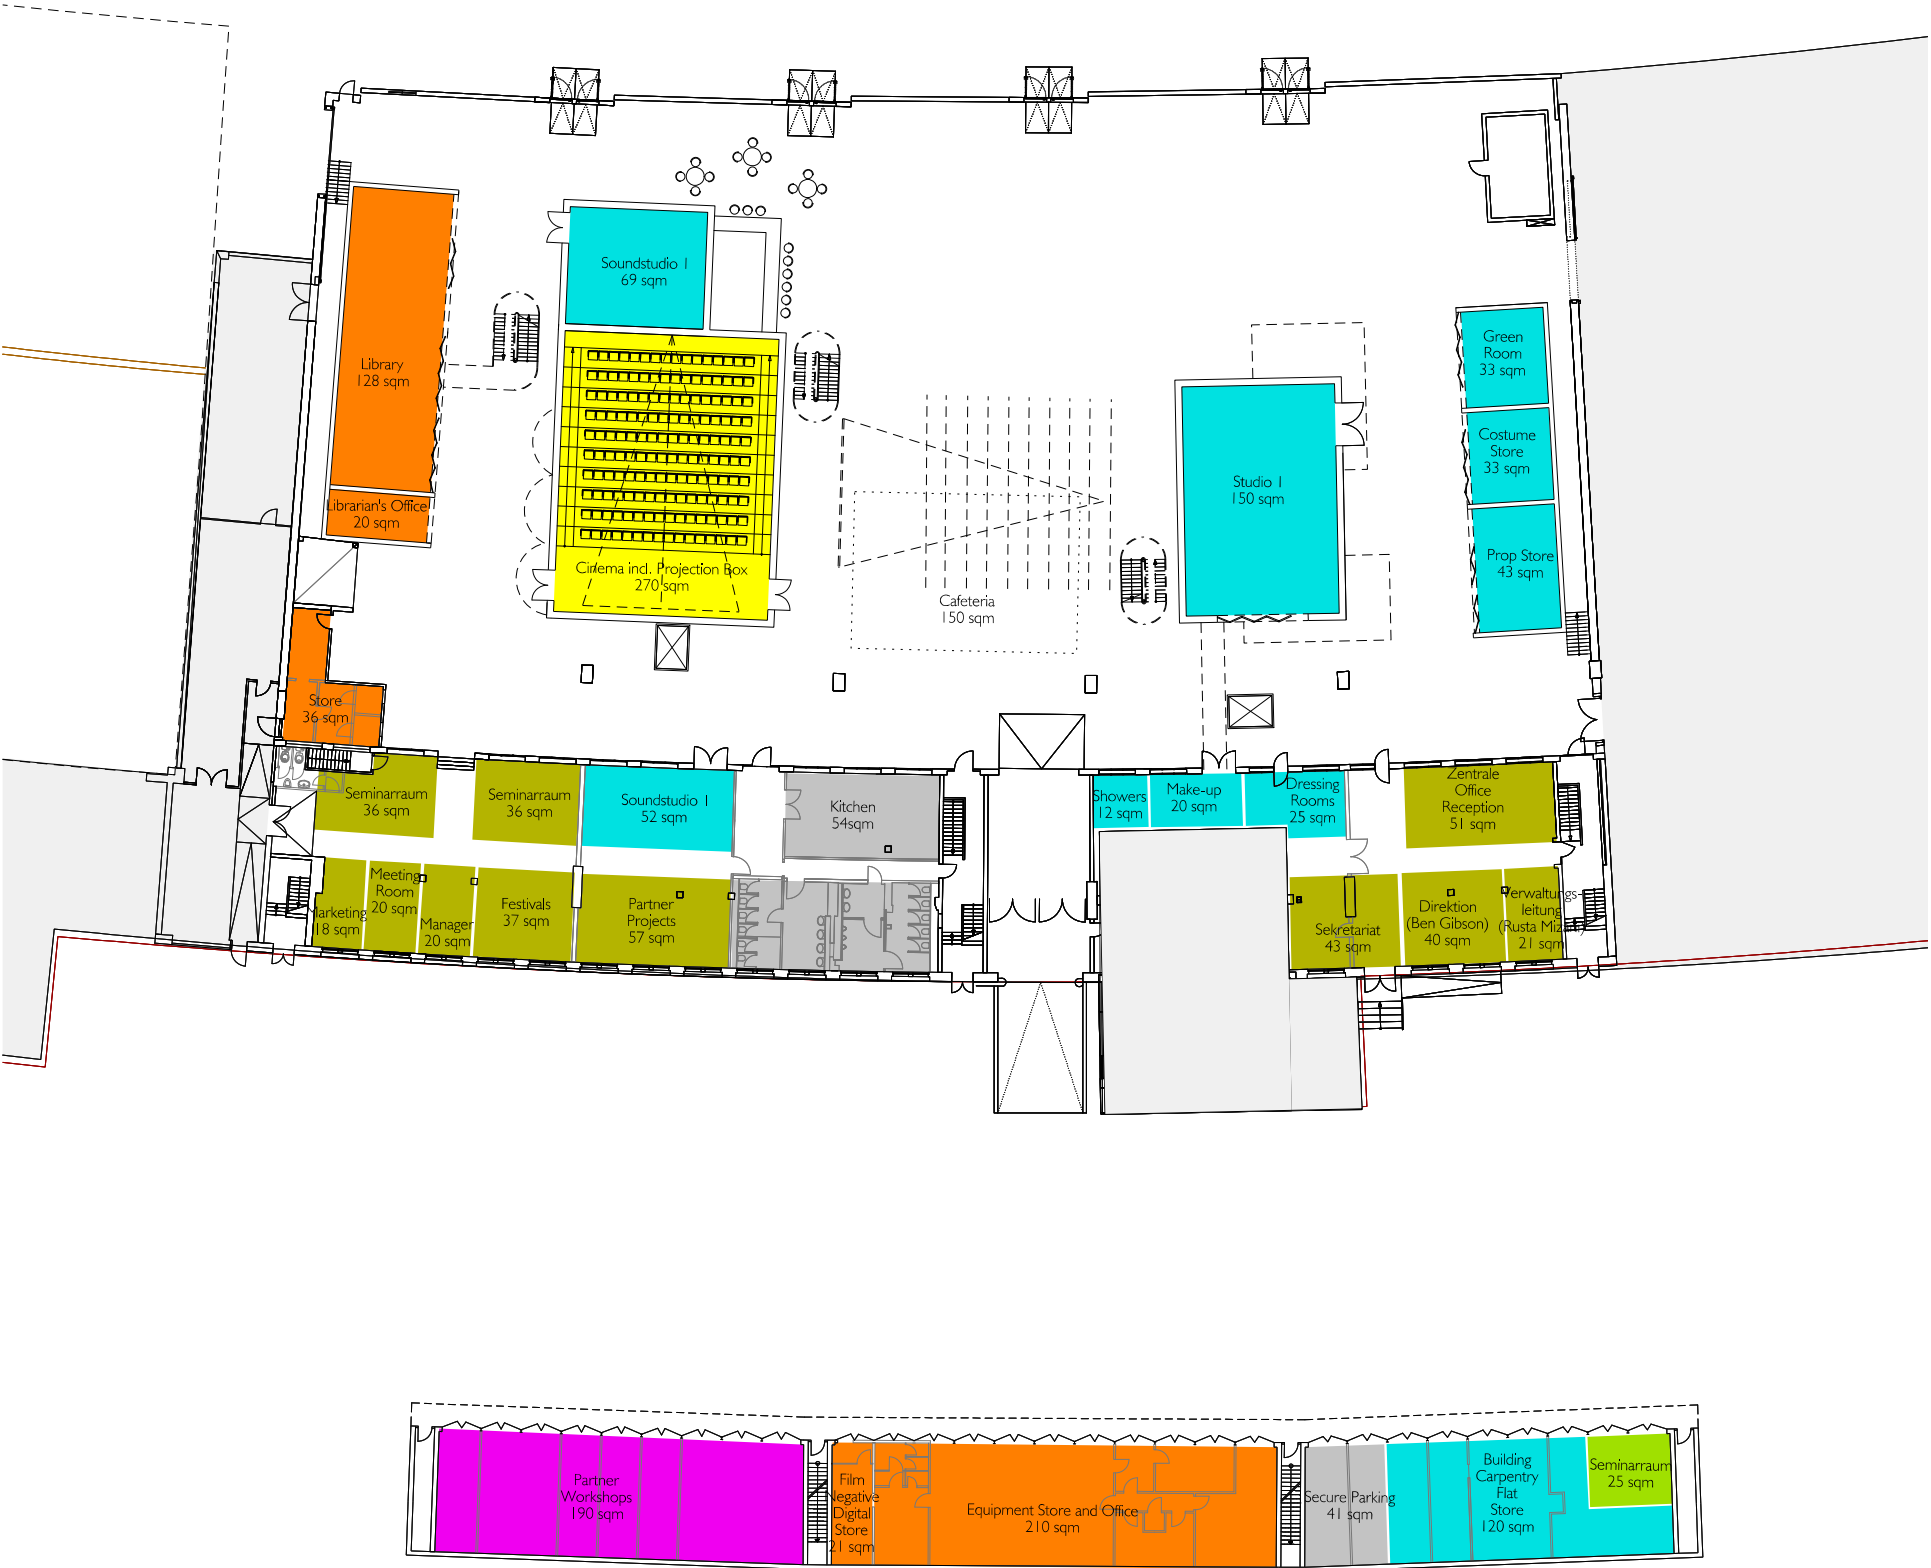 Soundstudio 1
69 sqm
Library
128 sqm
Green
Room
33 sqm
Costume
Store
33 sqm
Studio 1
150 sqm
Librarian's Office
20 sqm
Prop Store
43 sqm
Cinema incl. Projection Box
270 sqm
Cafeteria
150 sqm
Store
36 sqm
Seminarraum
36 sqm
Seminarraum
36 sqm
Soundstudio 1
52 sqm
Kitchen
54sqm
Showers
12 sqm
Make-up
20 sqm
Dressing
Rooms
25 sqm
Zentrale
Office
Reception
51 sqm
Marketing
18 sqm
Meeting
Room
20 sqm
Manager
20 sqm
Festivals
37 sqm
Partner
Projects
57 sqm
Sekretariat
43 sqm
Direktion
(Ben Gibson)
40 sqm
Verwaltungs-
leitung
(Rusta
21 sqm
Partner
Workshops
190 sqm
Film
Negative
Digital
Store
21 sqm
Equipment Store and Office
210 sqm
Secure Parking
41 sqm
Building
Carpentry
Flat
Store
120 sqm
Seminarraum
25 sqm